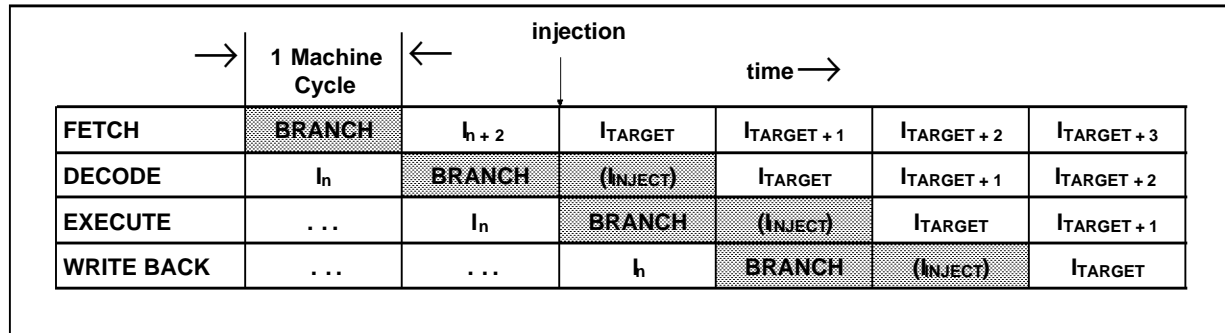 injection
1 Machine
Cycle
time
FETCH BRANCH In + 2 ITARGET ITARGET + 1 ITARGET + 2 ITARGET + 3
DECODE In BRANCH (IINJECT) ITARGET ITARGET + 1 ITARGET + 2
EXECUTE . . . In BRANCH (IINJECT) ITARGET ITARGET + 1
WRITE BACK . . . . . . In BRANCH (IINJECT) ITARGET